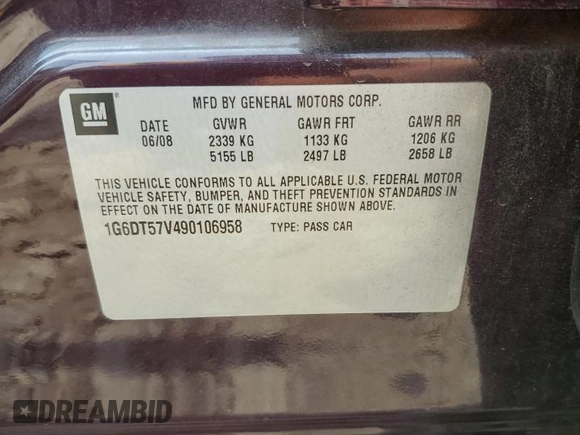 GM
MFD BY GENERAL MOTORS CORP.
DATE GVWR GAWR FRT GAWR RR
06/08 2339 KG 1133 KG 1206 KG
5155 LB 2497 LB 2658 LB
THIS VEHICLE CONFORMS TO ALL APPLICABLE U.S. FEDERAL MOTOR
VEHICLE SAFETY, BUMPER, AND THEFT PREVENTION STANDARDS IN
EFFECT ON THE DATE OF MANUFACTURE SHOWN ABOVE.
1G6DT57V490106958 TYPE: PASS CAR
DREAMBID